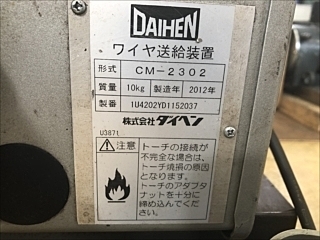 DAIHEN
ワイヤ送給装置
形式 CM-2302
質量 10kg 製造年 2012年
製番 1U4202YD1152037
株式会社ダイヘン
U3871
注意
トーチの接続が
不完全な場合は、
トーチ焼損の原因
となります。
トーチのアダプタ
ナットを十分に
締め込んでくだ
さい。